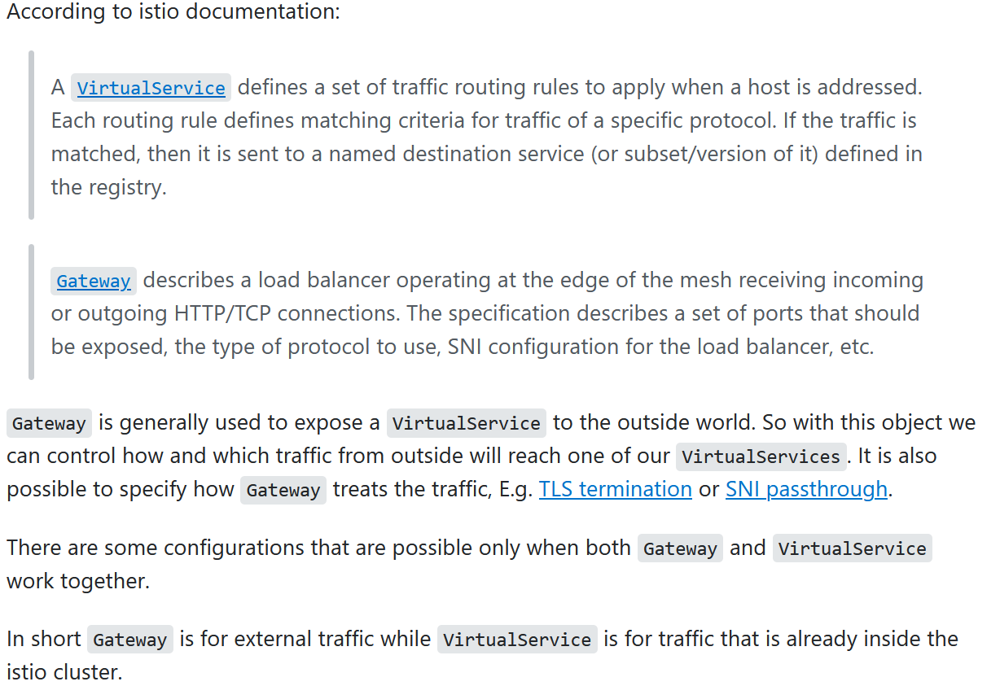 According to istio documentation:
A VirtualService defines a set of traffic routing rules to apply when a host is addressed.
Each routing rule defines matching criteria for traffic of a specific protocol. If the traffic is
matched, then it is sent to a named destination service (or subset/version of it) defined in
the registry.
Gateway describes a load balancer operating at the edge of the mesh receiving incoming
or outgoing HTTP/TCP connections. The specification describes a set of ports that should
be exposed, the type of protocol to use, SNI configuration for the load balancer, etc.
Gateway is generally used to expose a VirtualService to the outside world. So with this object we
can control how and which traffic from outside will reach one of our VirtualServices. It is also
possible to specify how Gateway treats the traffic, E.g. TLS termination or SNI passthrough.
There are some configurations that are possible only when both Gateway and VirtualService
work together.
In short Gateway is for external traffic while VirtualService is for traffic that is already inside the
istio cluster.